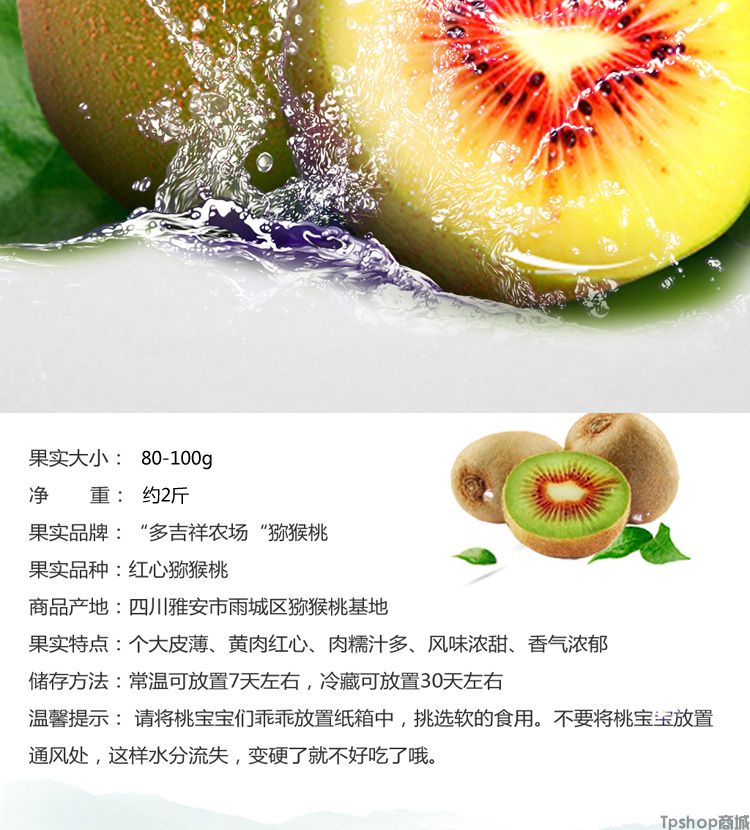 果实大小： 80-100g
净 重： 约2斤
果实品牌：“多吉祥农场“猕猴桃
果实品种：红心猕猴桃
商品产地：四川雅安市雨城区猕猴桃基地
果实特点：个大皮薄、黄肉红心、肉糯汁多、风味浓甜、香气浓郁
储存方法：常温可放置7天左右，冷藏可放置30天左右
温馨提示： 请将桃宝宝们乖乖放置纸箱中，挑选软的食用。不要将桃宝宝放置
通风处，这样水分流失，变硬了就不好吃了哦。
Tpshop商城